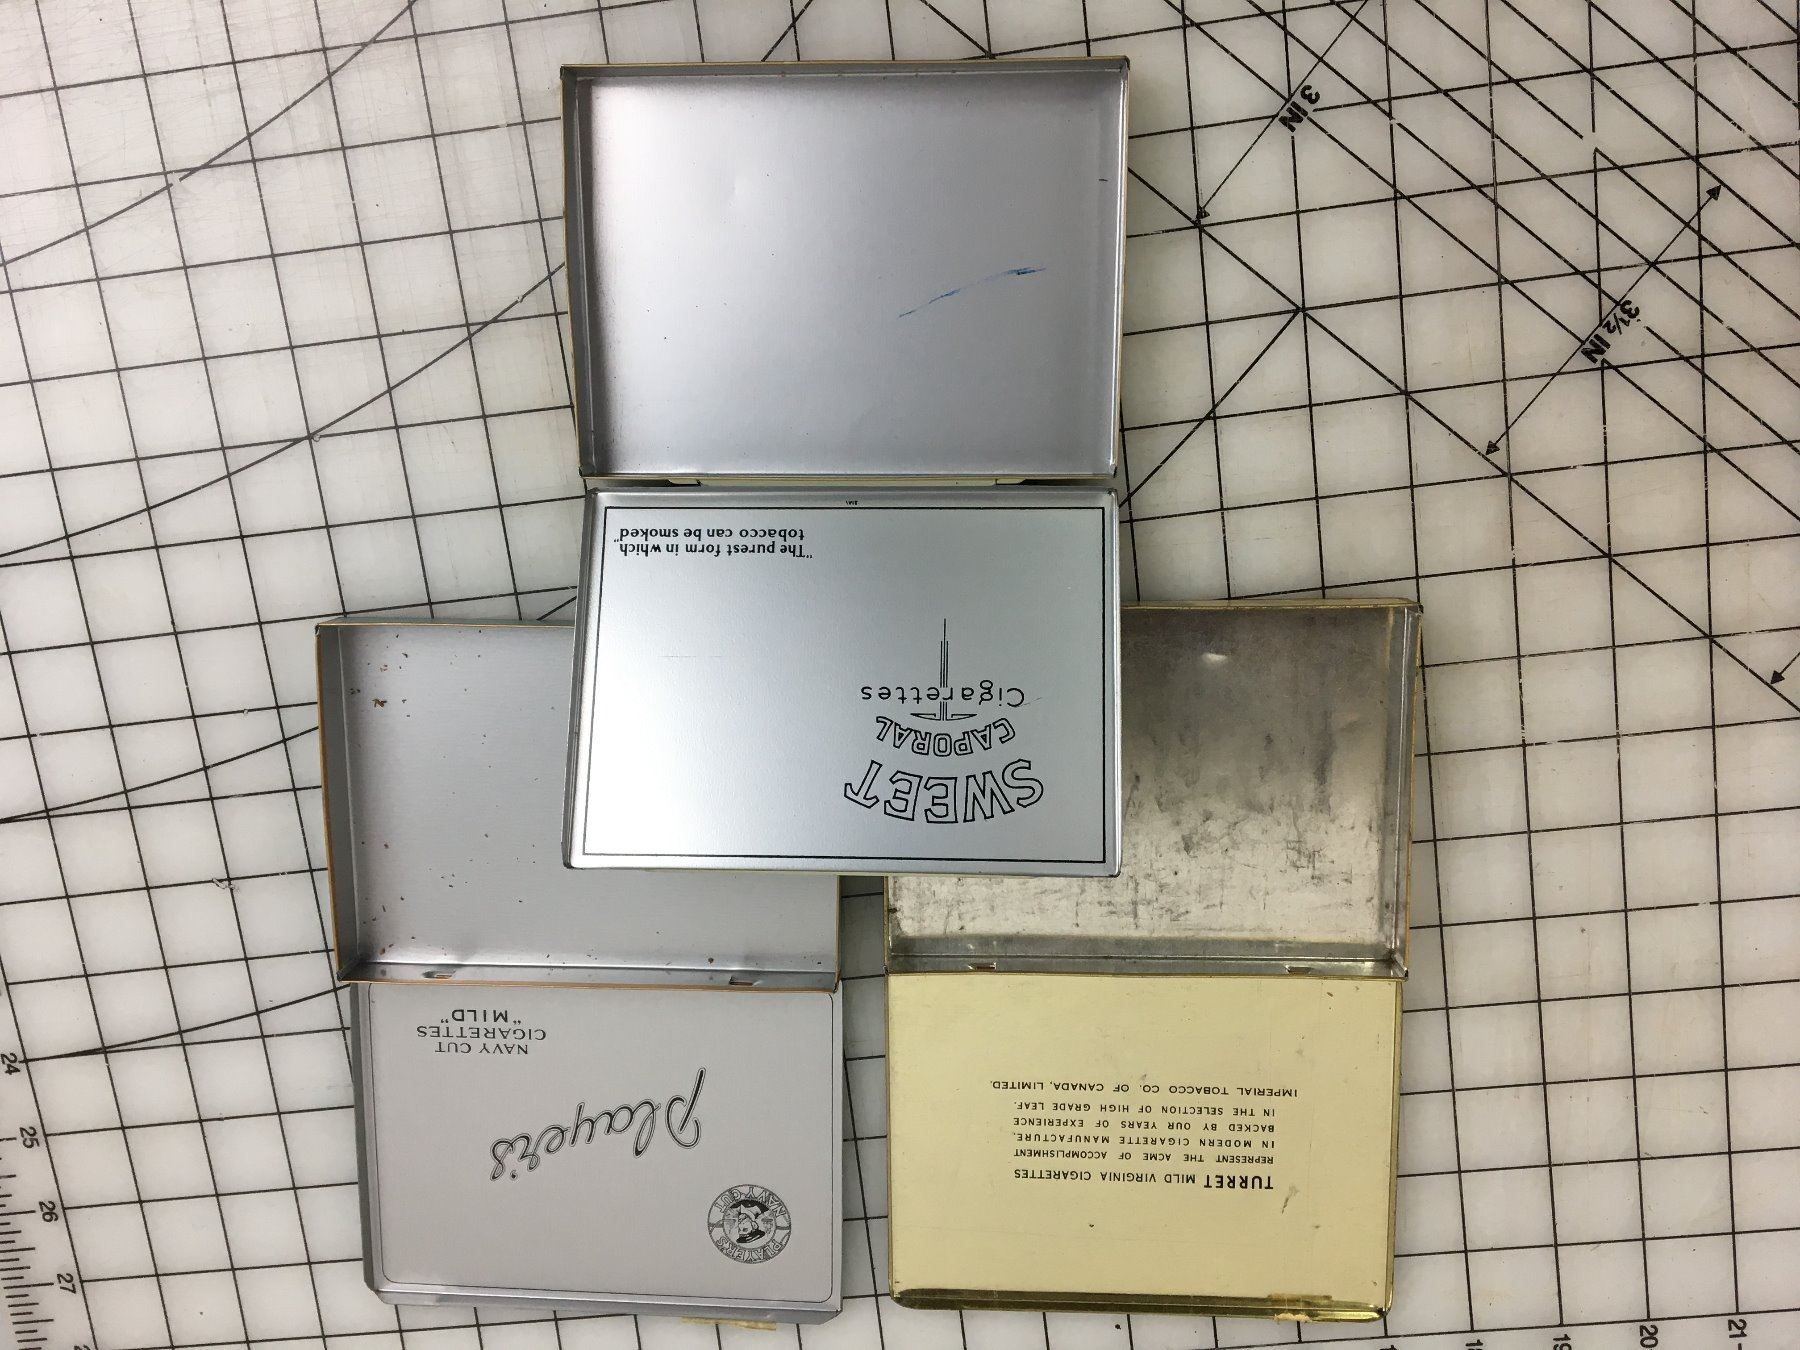 SWEET
CAPORAL
Cigarettes
"The purest form in which
tobacco can be smoked"
PLAYER'S
NAVY CUT
Player's
NAVY CUT
CIGARETTES
"MILD"
TURRET MILD VIRGINIA CIGARETTES
REPRESENT THE ACME OF ACCOMPLISHMENT
IN MODERN CIGARETTE MANUFACTURE,
BACKED BY OUR YEARS OF EXPERIENCE
IN THE SELECTION OF HIGH GRADE LEAF.
IMPERIAL TOBACCO CO. OF CANADA, LIMITED.
3 IN
3½ IN
24
25
26
27
19
20
21